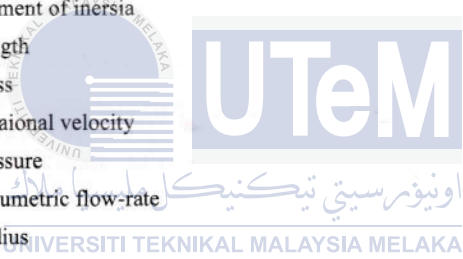 ment of inersia
gth
ss
aional velocity
ssure
umetric flow-rate
lius
UTeM
اونيۏرسيتي تيكنيكل مليسيا ملاك
UNIVERSITI TEKNIKAL MALAYSIA MELAKA